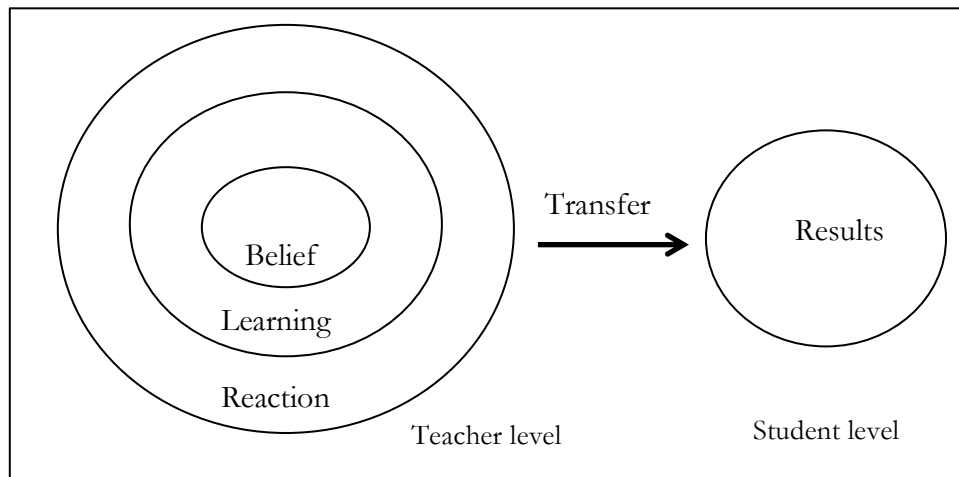 Transfer
Results
Belief
Learning
Reaction
Teacher level
Student level